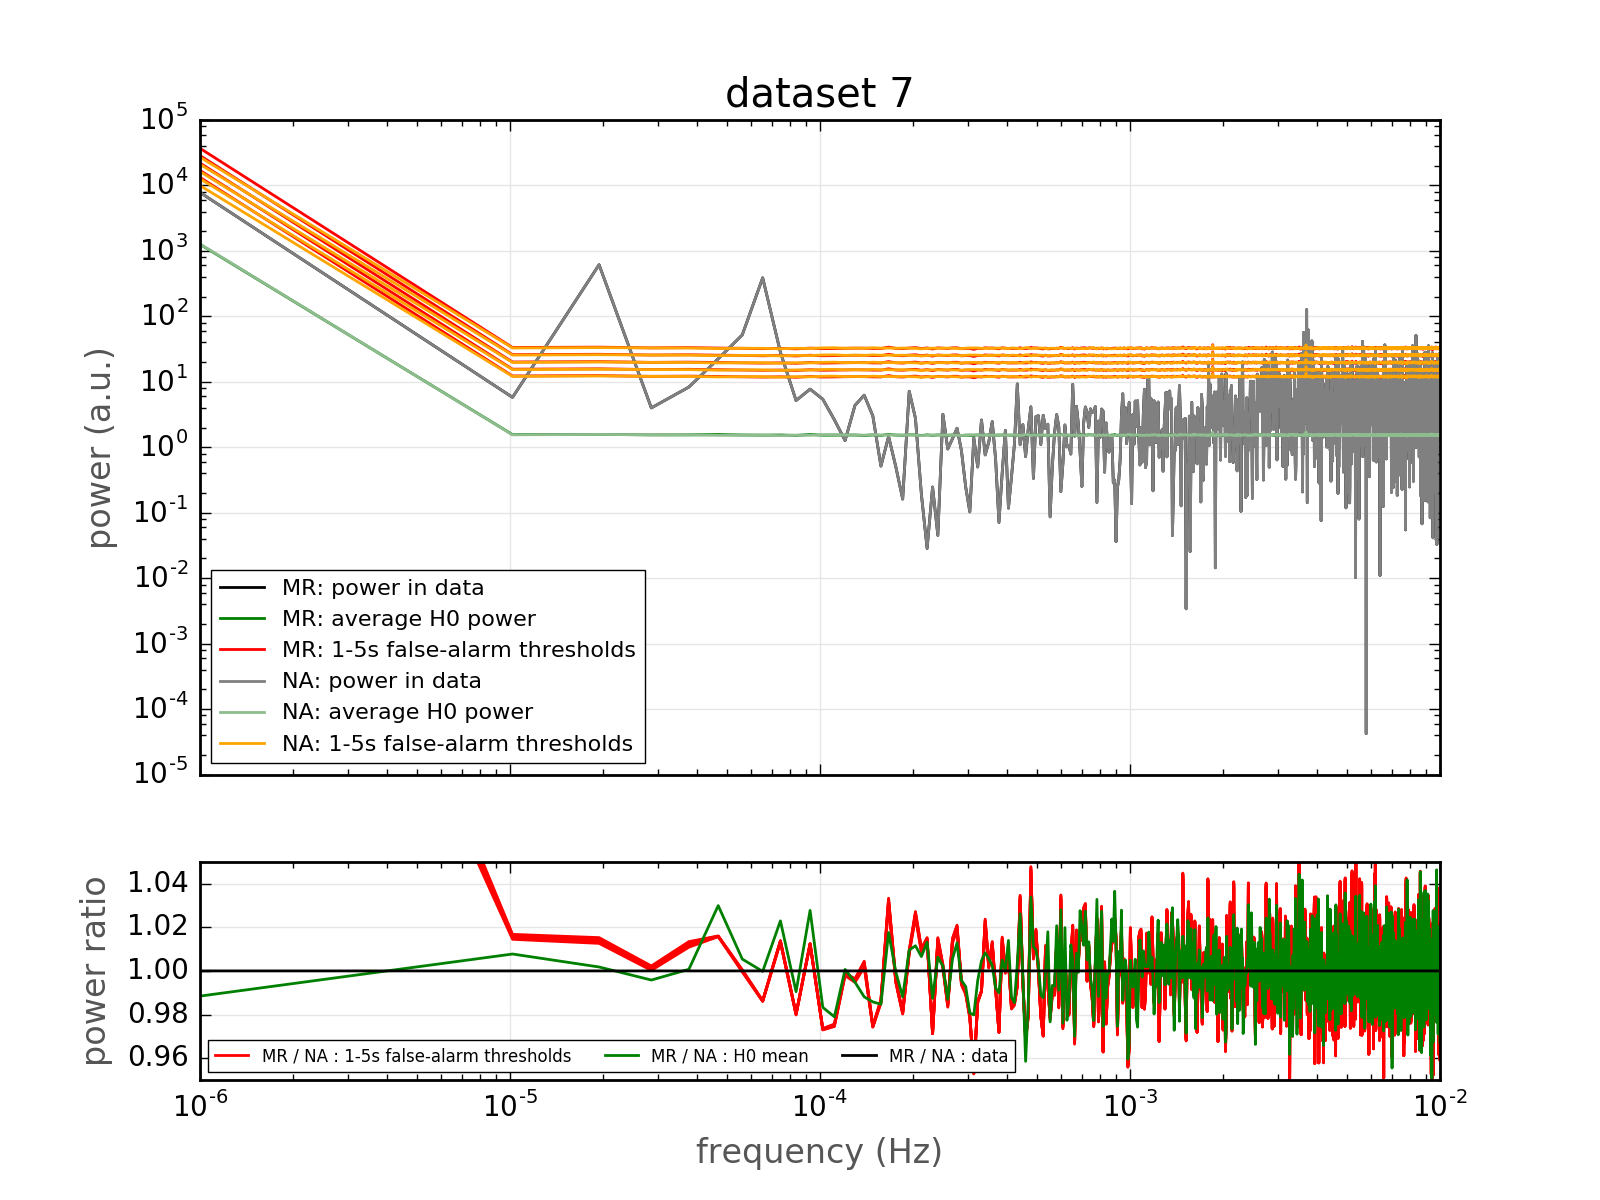 dataset 7
10^5
10^4
10^3
10^2
10^1
10^0
10^-1
10^-2
10^-3
10^-4
10^-5
power (a.u.)
MR: power in data
MR: average H0 power
MR: 1-5s false-alarm thresholds
NA: power in data
NA: average H0 power
NA: 1-5s false-alarm thresholds
1.04
1.02
1.00
0.98
0.96
power ratio
MR / NA : 1-5s false-alarm thresholds MR / NA : H0 mean MR / NA : data
10^-6 10^-5 10^-4 10^-3 10^-2
frequency (Hz)